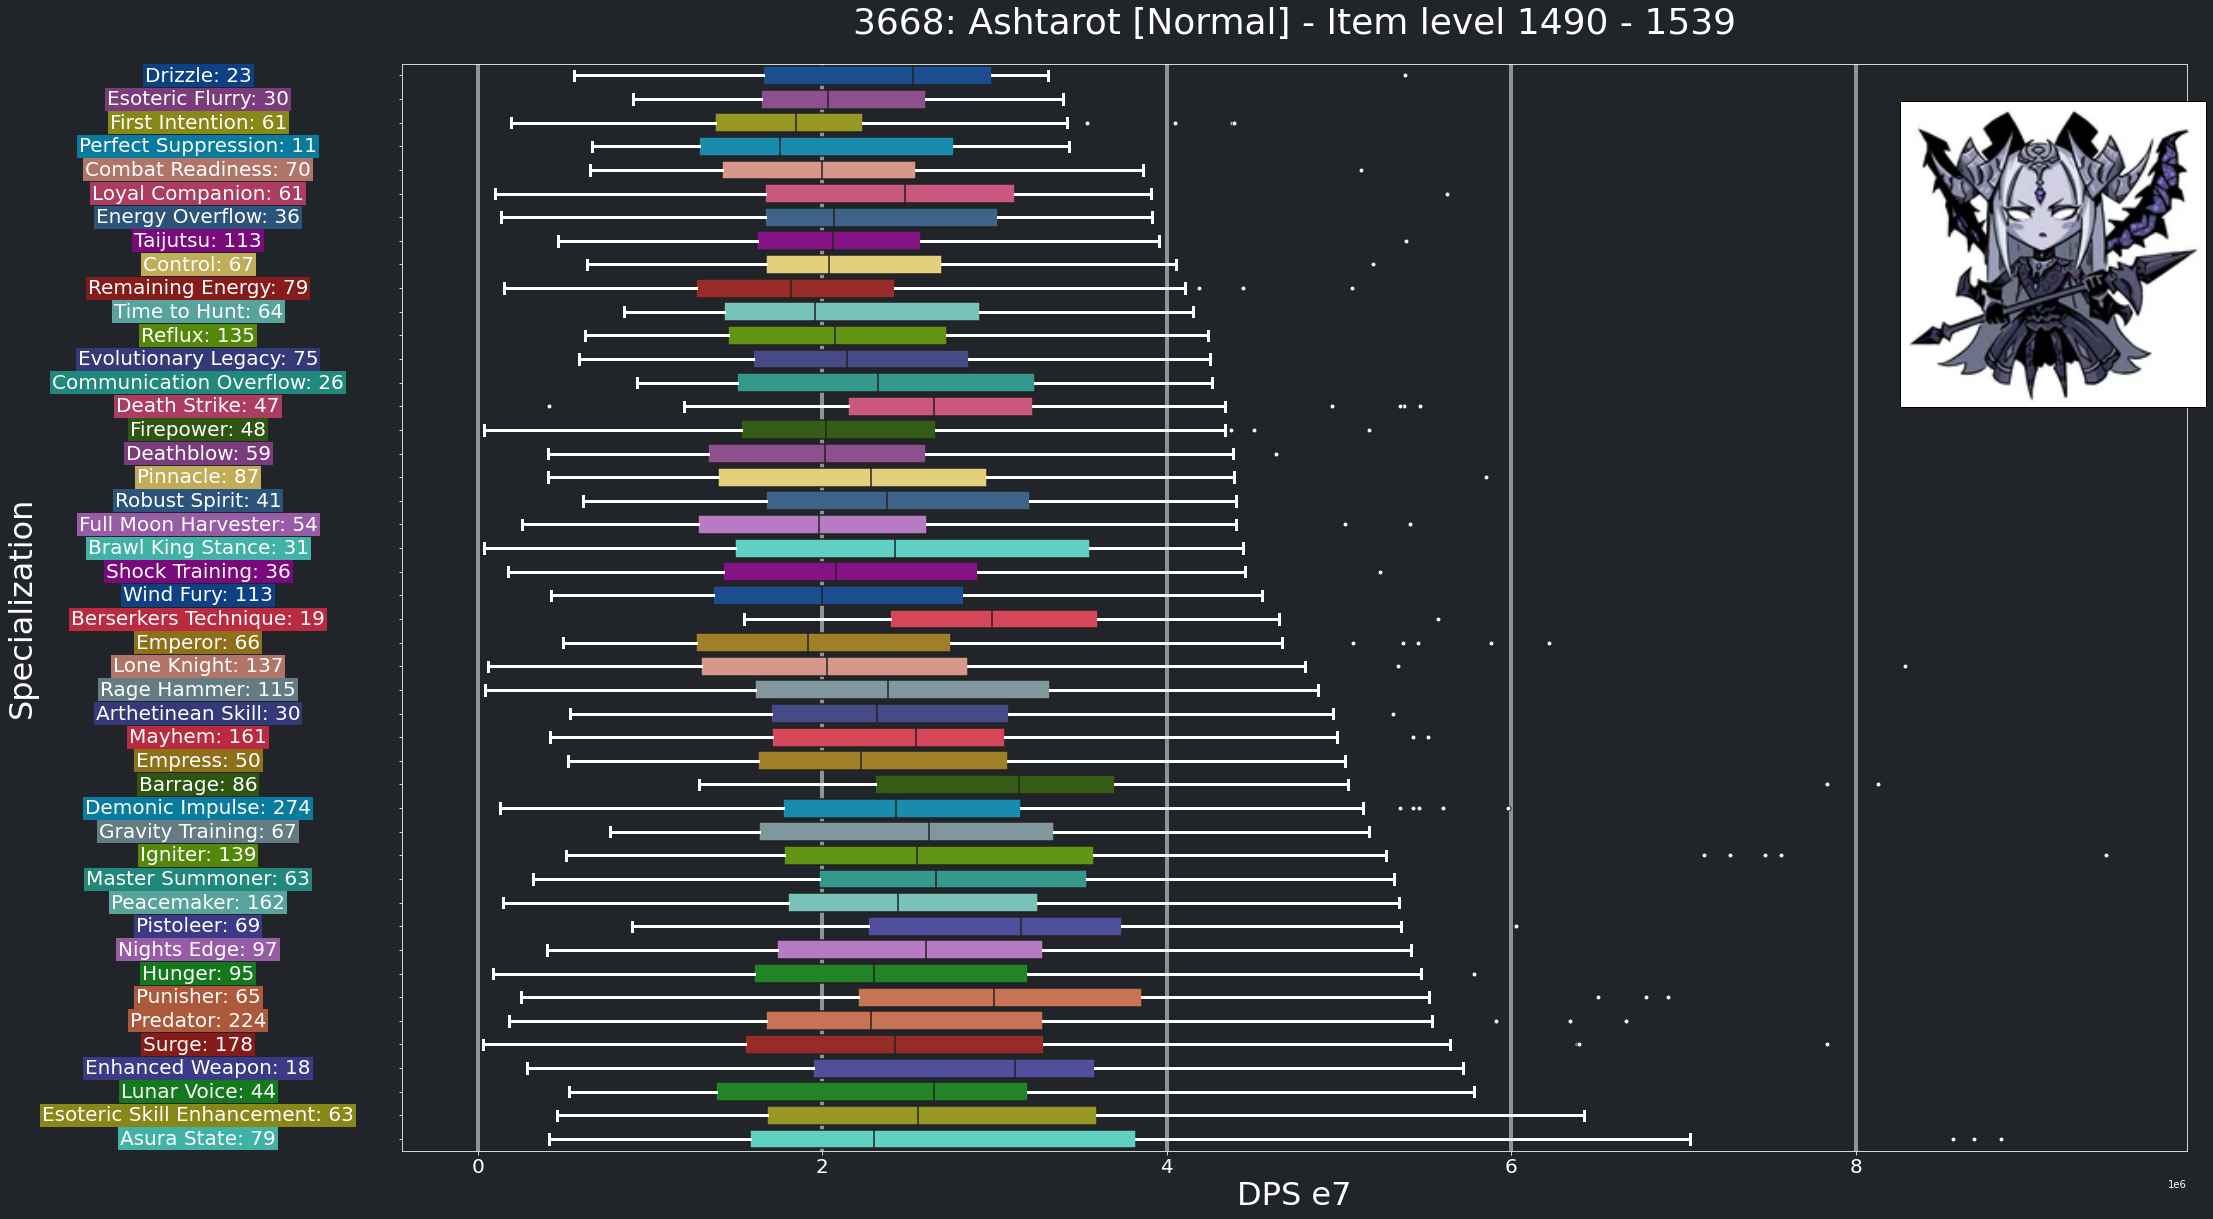 3668: Ashtarot [Normal] - Item level 1490 - 1539
Specialization
Drizzle: 23
Esoteric Flurry: 30
First Intention: 61
Perfect Suppression: 11
Combat Readiness: 70
Loyal Companion: 61
Energy Overflow: 36
Taijutsu: 113
Control: 67
Remaining Energy: 79
Time to Hunt: 64
Reflux: 135
Evolutionary Legacy: 75
Communication Overflow: 26
Death Strike: 47
Firepower: 48
Deathblow: 59
Pinnacle: 87
Robust Spirit: 41
Full Moon Harvester: 54
Brawl King Stance: 31
Shock Training: 36
Wind Fury: 113
Berserkers Technique: 19
Emperor: 66
Lone Knight: 137
Rage Hammer: 115
Arthetinean Skill: 30
Mayhem: 161
Empress: 50
Barrage: 86
Demonic Impulse: 274
Gravity Training: 67
Igniter: 139
Master Summoner: 63
Peacemaker: 162
Pistoleer: 69
Nights Edge: 97
Hunger: 95
Punisher: 65
Predator: 224
Surge: 178
Enhanced Weapon: 18
Lunar Voice: 44
Esoteric Skill Enhancement: 63
Asura State: 79
0 2 4 6 8
1e6
DPS e7